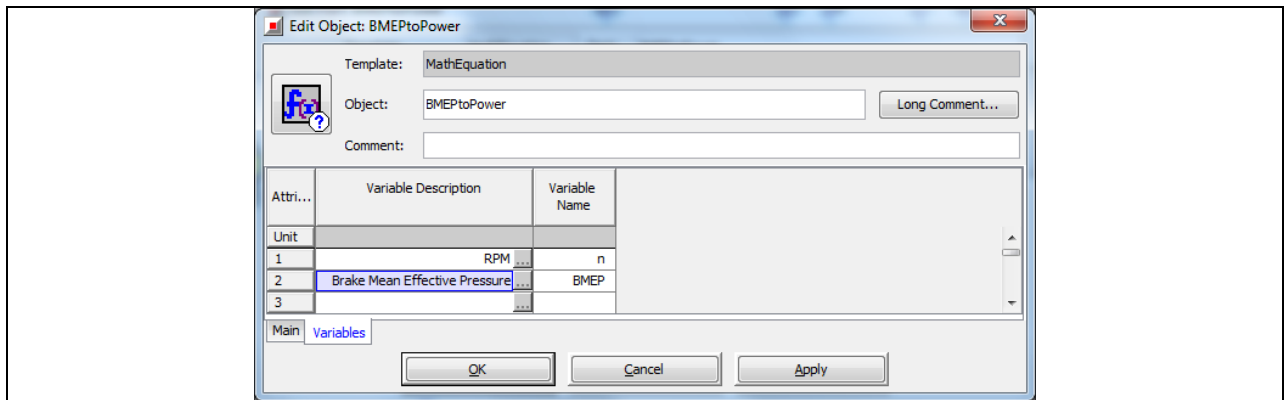 Edit Object: BMEPtoPower
x
Template: MathEquation
Object: BMEPtoPower Long Comment...
Comment:
f(x) ?
Attri... Variable Description Variable Name
Unit
1 RPM ... n
2 Brake Mean Effective Pressure ... BMEP
3 ...
Main Variables
OK Cancel Apply